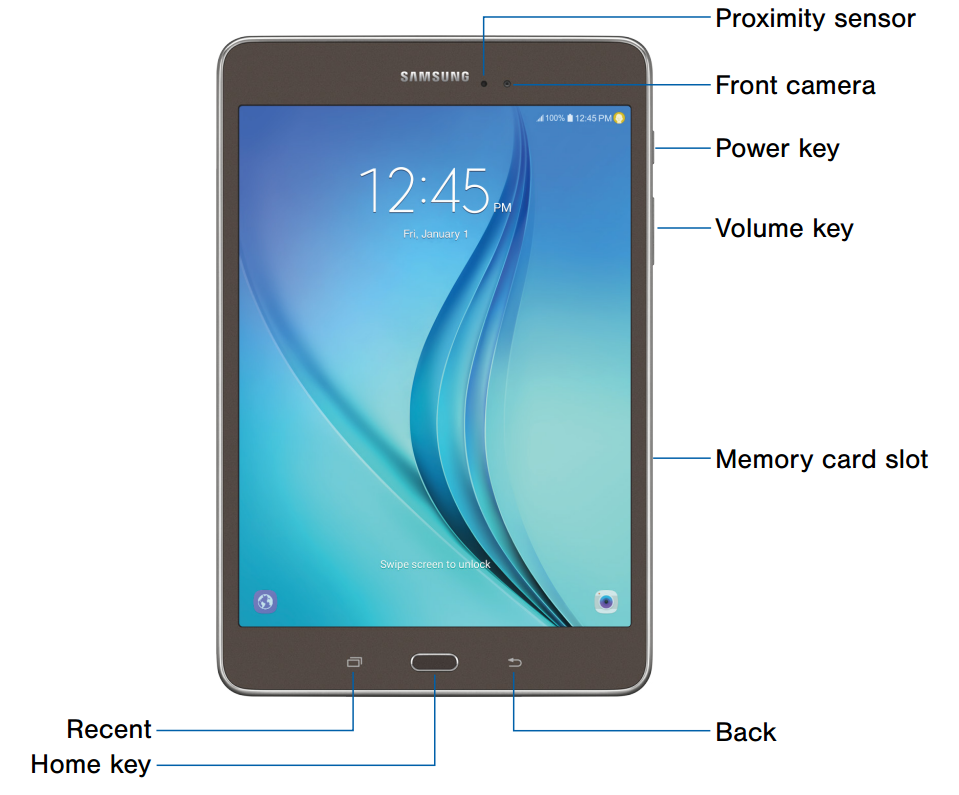 Proximity sensor
SAMSUNG
Front camera
100% 12:45 PM
Power key
12:45 PM
Volume key
Fri, January 1
Memory card slot
Swipe screen to unlock
Recent
Back
Home key